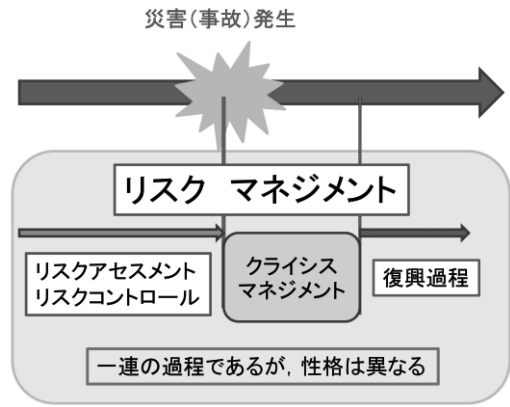 災害（事故）発生
リスク　マネジメント
リスクアセスメント
リスクコントロール
クライシス
マネジメント
復興過程
一連の過程であるが，性格は異なる